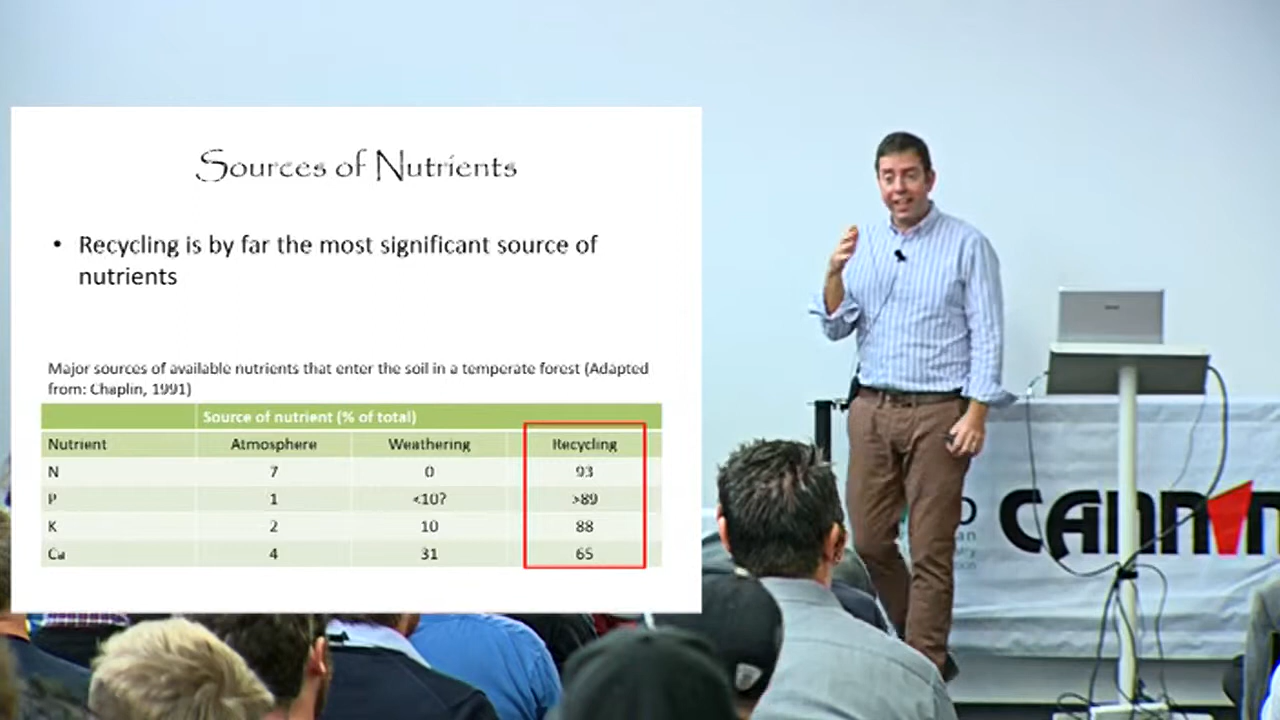 Sources of Nutrients
• Recycling is by far the most significant source of
nutrients
Major sources of available nutrients that enter the soil in a temperate forest (Adapted
from: Chaplin, 1991)
Source of nutrient (% of total)
Nutrient Atmosphere Weathering Recycling
N 7 0 93
P 1 <10? >89
K 2 10 88
Ca 4 31 65